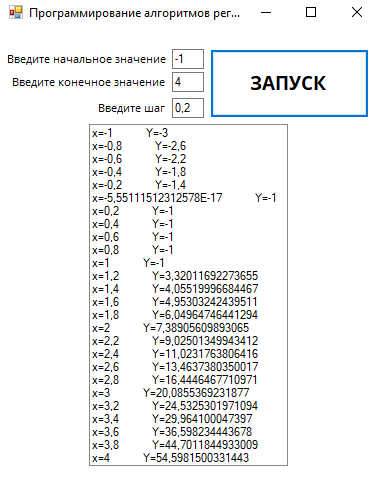 Программирование алгоритмов рег...
Введите начальное значение -1
Введите конечное значение 4
Введите шаг 0,2
ЗАПУСК
x=-1 Y=-3
x=-0,8 Y=-2,6
x=-0,6 Y=-2,2
x=-0,4 Y=-1,8
x=-0,2 Y=-1,4
x=-5,55111512312578E-17 Y=-1
x=0,2 Y=-1
x=0,4 Y=-1
x=0,6 Y=-1
x=0,8 Y=-1
x=1 Y=-1
x=1,2 Y=3,32011692273655
x=1,4 Y=4,05519996684467
x=1,6 Y=4,95303242439511
x=1,8 Y=6,04964746441294
x=2 Y=7,38905609893065
x=2,2 Y=9,02501349943412
x=2,4 Y=11,0231763806416
x=2,6 Y=13,4637380350017
x=2,8 Y=16,4446467710971
x=3 Y=20,0855369231877
x=3,2 Y=24,5325301971094
x=3,4 Y=29,964100047397
x=3,6 Y=36,598234443678
x=3,8 Y=44,7011844933009
x=4 Y=54,5981500331443